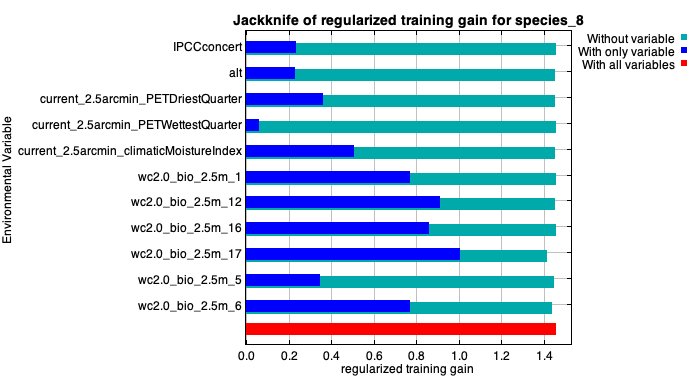 Jackknife of regularized training gain for species_8
Without variable
With only variable
With all variables
Environmental Variable
IPCCconcert
alt
current_2.5arcmin_PETDriestQuarter
current_2.5arcmin_PETWettestQuarter
current_2.5arcmin_climaticMoistureIndex
wc2.0_bio_2.5m_1
wc2.0_bio_2.5m_12
wc2.0_bio_2.5m_16
wc2.0_bio_2.5m_17
wc2.0_bio_2.5m_5
wc2.0_bio_2.5m_6
0.0 0.2 0.4 0.6 0.8 1.0 1.2 1.4
regularized training gain